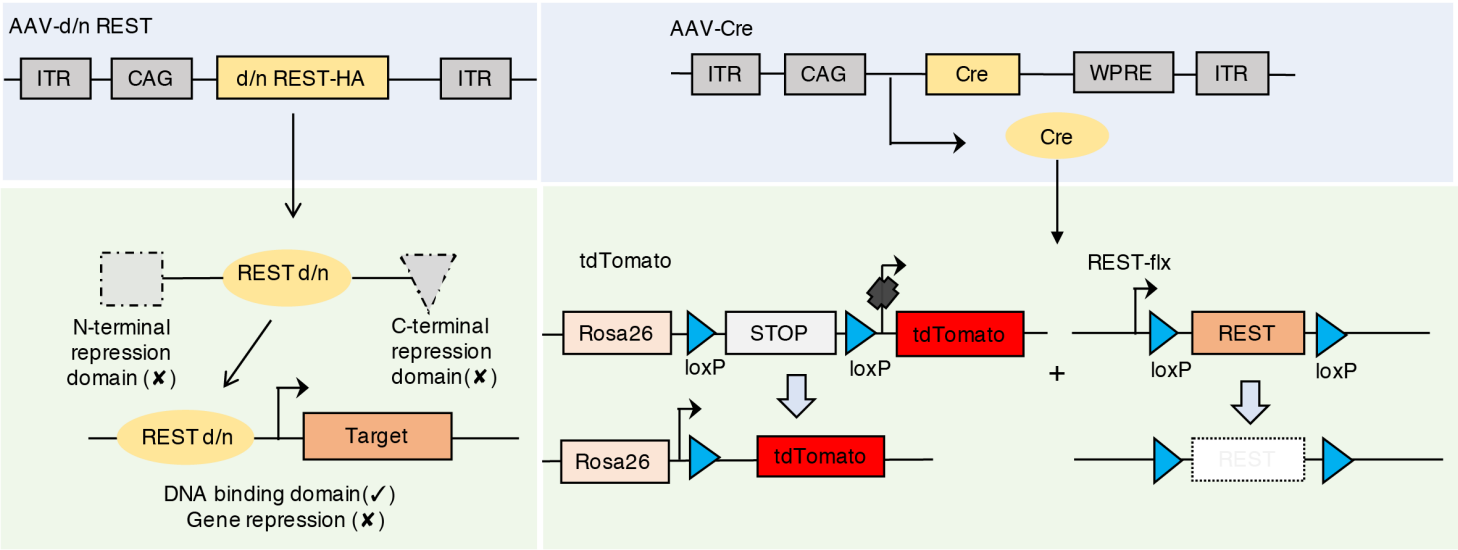 AAV-d/n REST
ITR CAG d/n REST-HA ITR
REST d/n
N-terminal
repression
domain (✘)
C-terminal
repression
domain(✘)
REST d/n Target
DNA binding domain(✓)
Gene repression (✘)
AAV-Cre
ITR CAG Cre WPRE ITR
Cre
tdTomato
Rosa26 STOP tdTomato
loxP loxP
Rosa26 tdTomato
+
REST-flx
REST
loxP loxP
REST